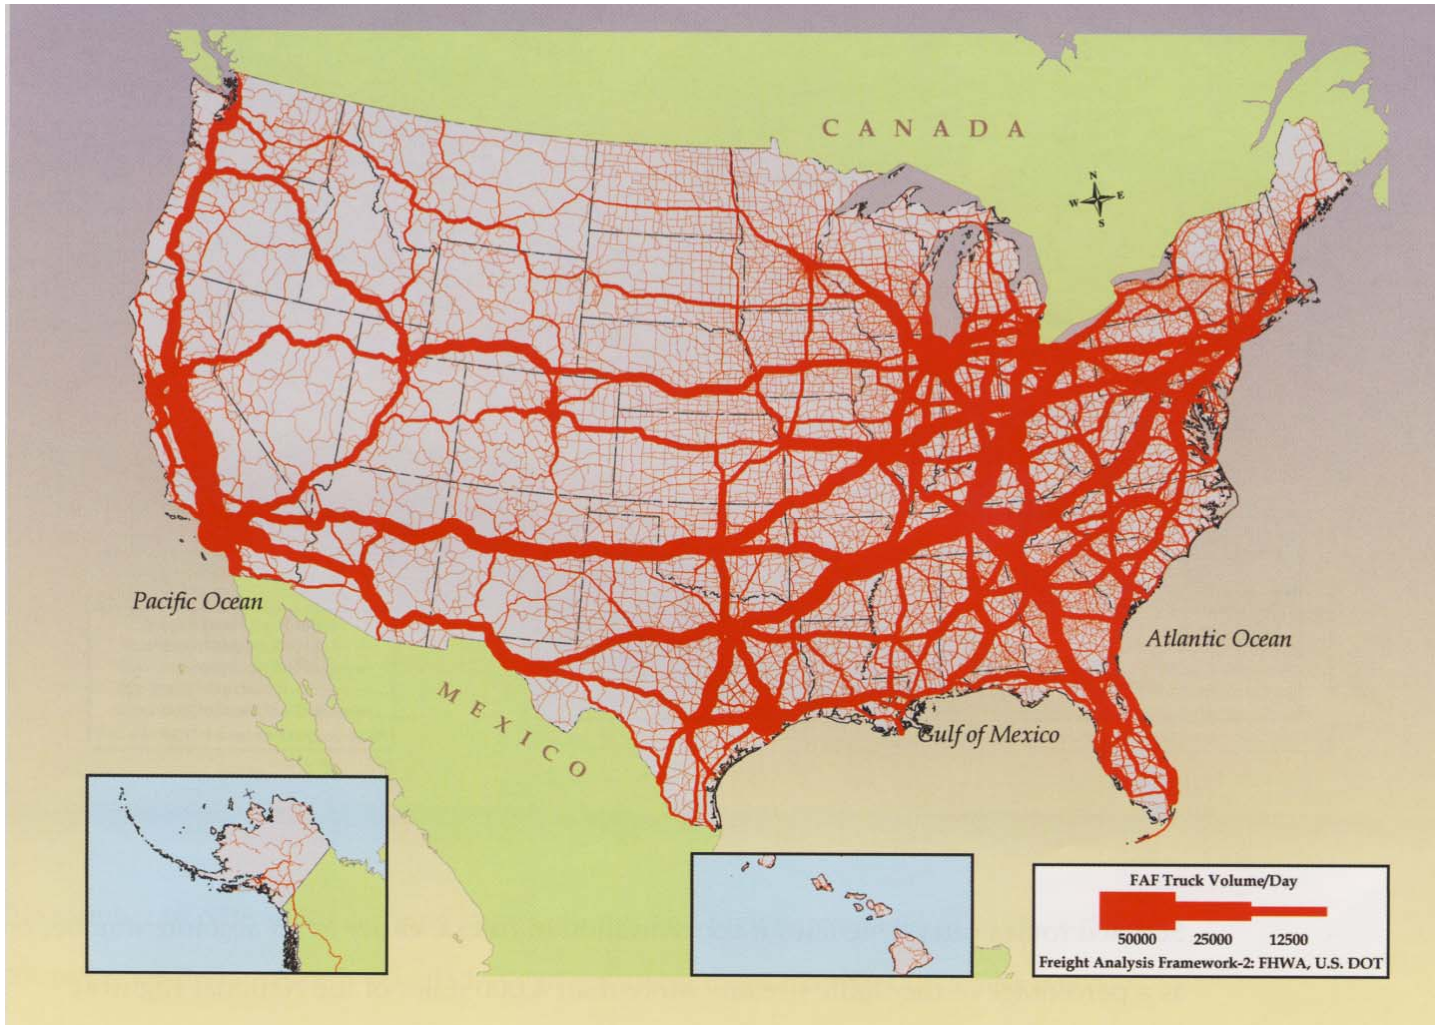 CANADA
N
W E
S
Pacific Ocean
Atlantic Ocean
MEXICO
Gulf of Mexico
FAF Truck Volume/Day
50000 25000 12500
Freight Analysis Framework-2: FHWA, U.S. DOT